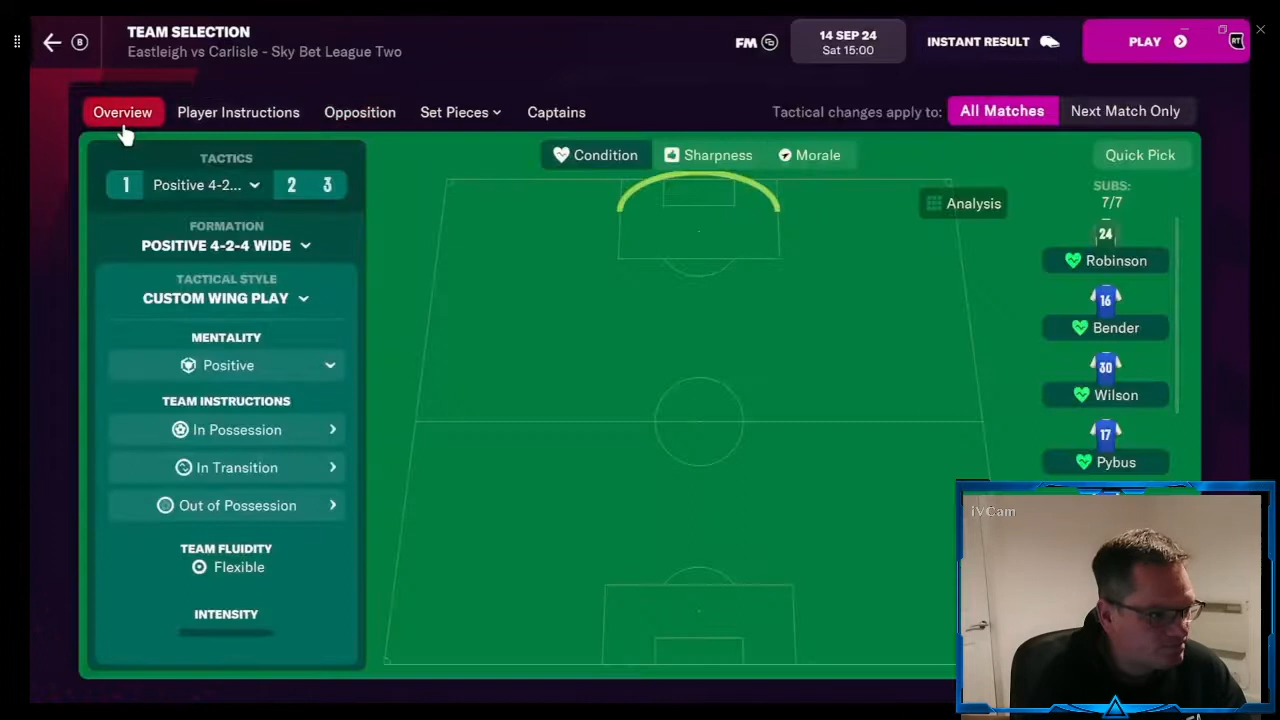 B
TEAM SELECTION
Eastleigh vs Carlisle - Sky Bet League Two
FM
14 SEP 24
Sat 15:00
INSTANT RESULT
PLAY
RT
Overview
Player Instructions
Opposition
Set Pieces
Captains
Tactical changes apply to:
All Matches
Next Match Only
TACTICS
1 Positive 4-2... 2 3
FORMATION
POSITIVE 4-2-4 WIDE
TACTICAL STYLE
CUSTOM WING PLAY
MENTALITY
Positive
TEAM INSTRUCTIONS
In Possession
In Transition
Out of Possession
TEAM FLUIDITY
Flexible
INTENSITY
Condition
Sharpness
Morale
Analysis
Quick Pick
SUBS:
7/7
24
Robinson
16
Bender
30
Wilson
17
Pybus
iVCam